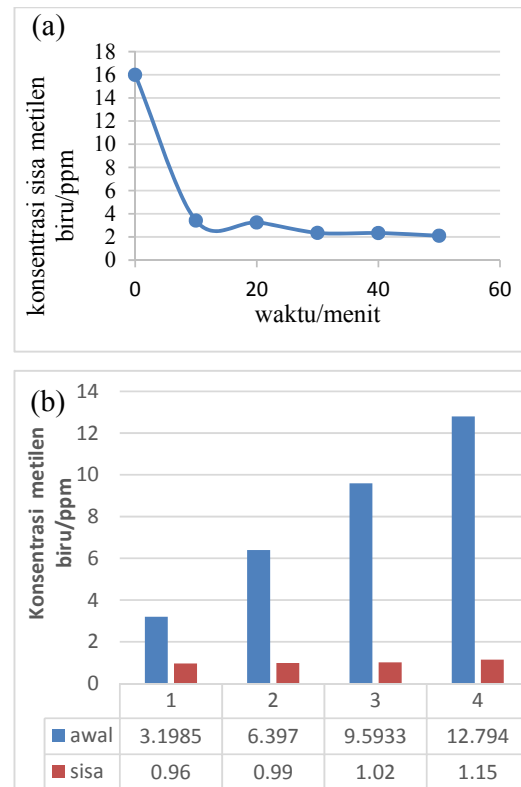 (a)
konsentrasi sisa metilen
biru/ppm
18
16
14
12
10
8
6
4
2
0
0 20 40 60
waktu/menit
(b)
Konsentrasi metilen
biru/ppm
14
12
10
8
6
4
2
0
1 2 3 4
awal 3.1985 6.397 9.5933 12.794
sisa 0.96 0.99 1.02 1.15